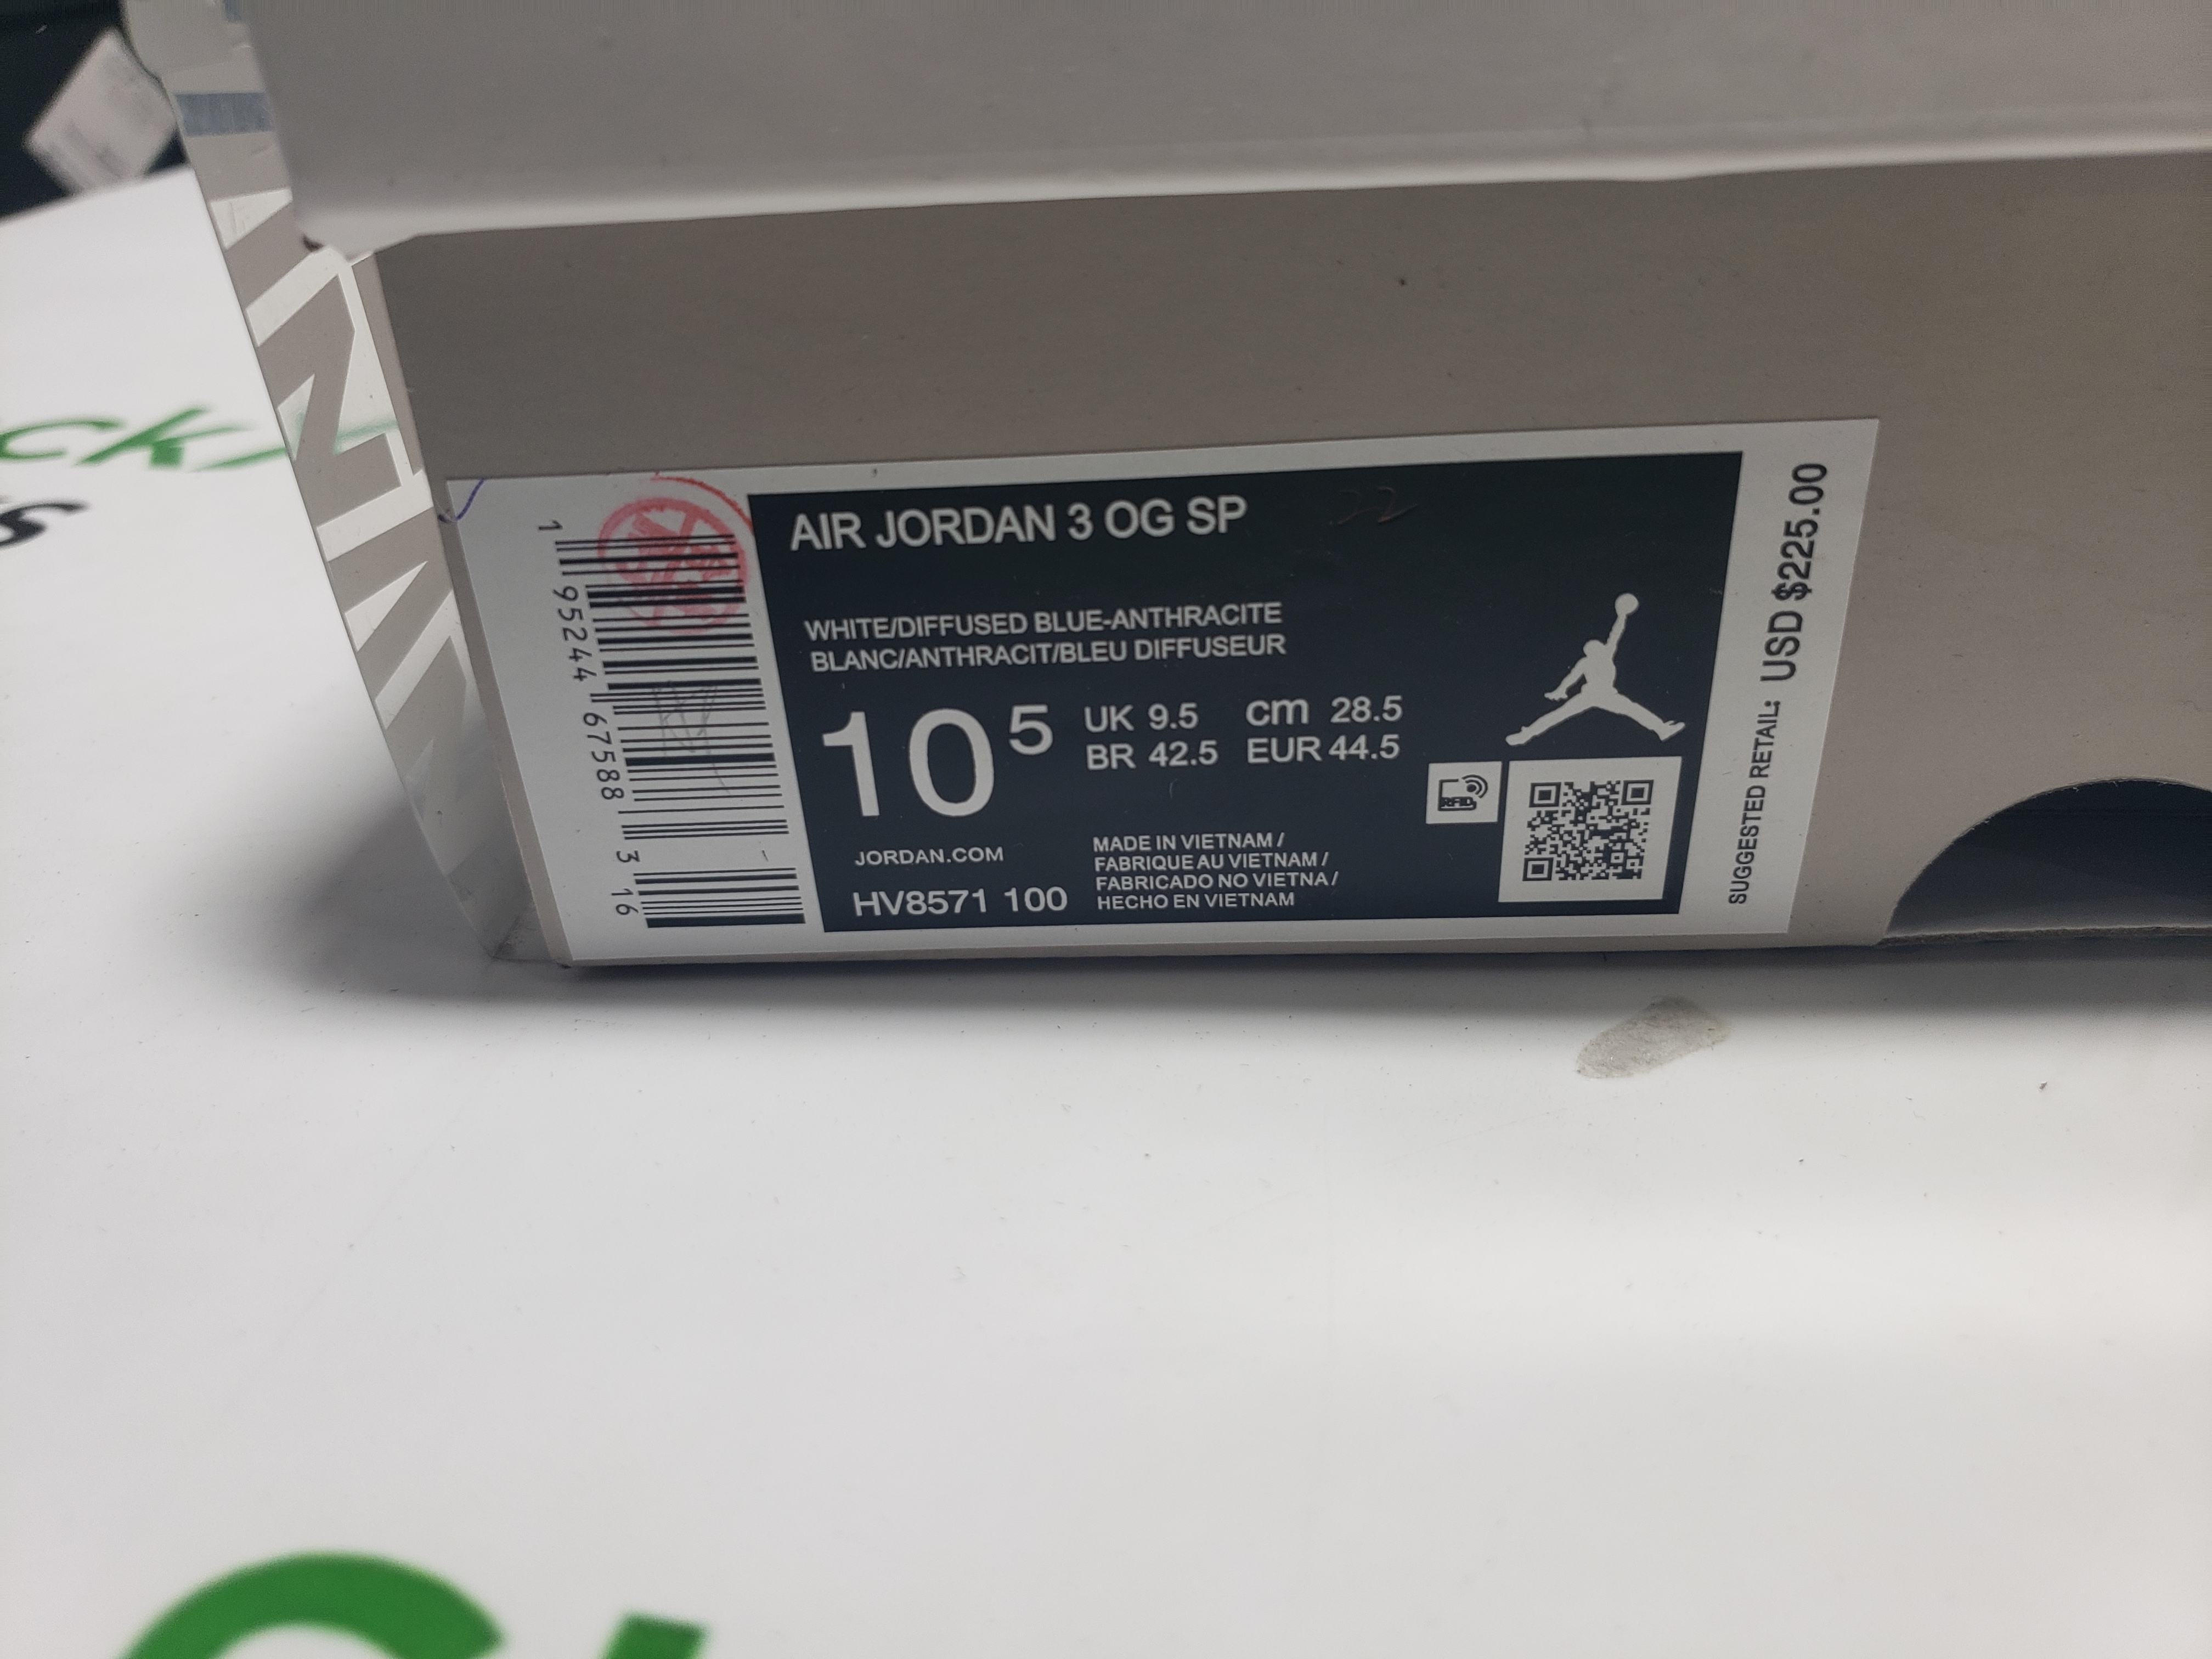 AIR JORDAN 3 OG SP
WHITE/DIFFUSED BLUE-ANTHRACITE
BLANC/ANTHRACIT/BLEU DIFFUSEUR
10 5
UK 9.5 cm 28.5
BR 42.5 EUR 44.5
JORDAN.COM
HV8571 100
MADE IN VIETNAM /
FABRIQUE AU VIETNAM /
FABRICADO NO VIETNA /
HECHO EN VIETNAM
RFID
SUGGESTED RETAIL: USD $225.00
1 95244 67588 3 16
22